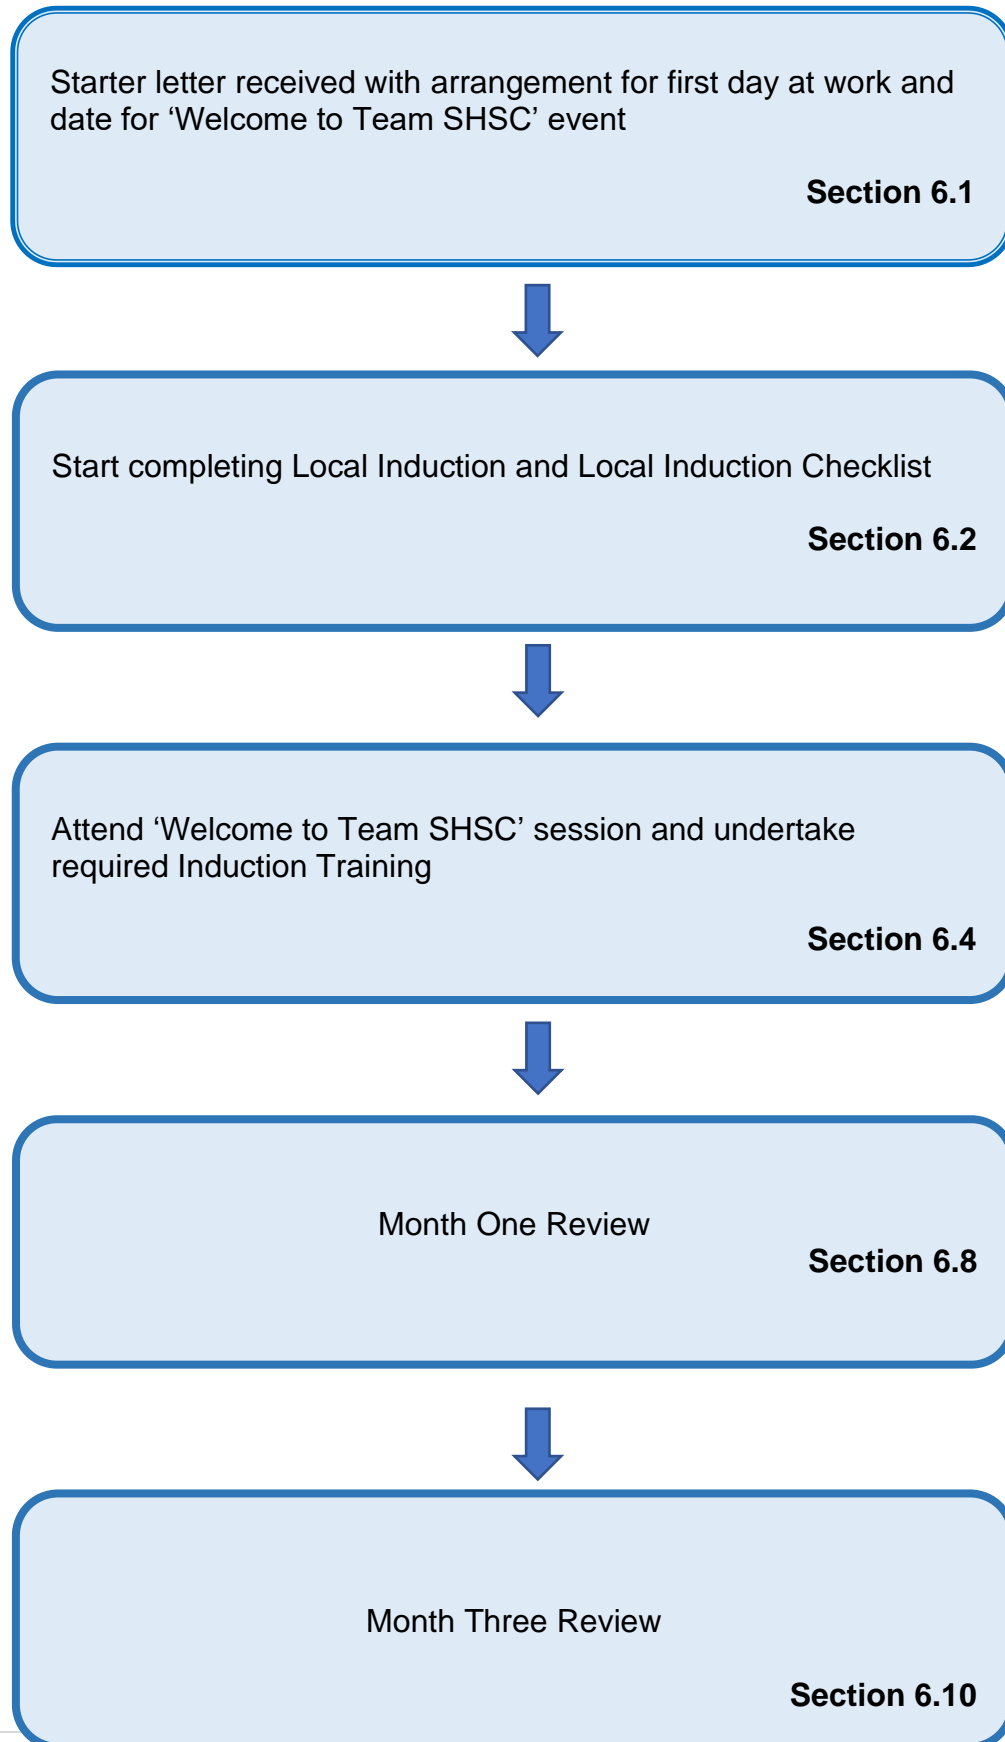 Starter letter received with arrangement for first day at work and
date for ‘Welcome to Team SHSC’ event
Section 6.1
Start completing Local Induction and Local Induction Checklist
Section 6.2
Attend ‘Welcome to Team SHSC’ session and undertake
required Induction Training
Section 6.4
Month One Review
Section 6.8
Month Three Review
Section 6.10